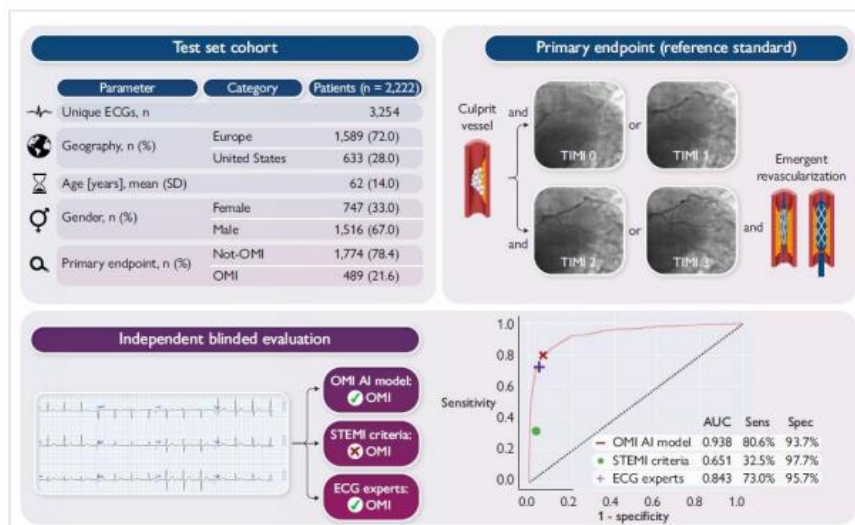 Test set cohort
Parameter Category Patients (n = 2,222)
Unique ECGs, n 3,254
Geography, n (%) Europe 1,589 (72.0)
United States 633 (28.0)
Age [years], mean (SD) 62 (14.0)
Gender, n (%) Female 747 (33.0)
Male 1,516 (67.0)
Primary endpoint, n (%) Not-OMI 1,774 (78.4)
OMI 489 (21.6)
Primary endpoint (reference standard)
Culprit
vessel
and
or
TIMI 0
TIMI 1
and
or
TIMI 2
TIMI 3
and
Emergent
revascularization
Independent blinded evaluation
OMI AI model:
OMI
STEMI criteria:
OMI
ECG experts:
OMI
Sensitivity
1.0
0.8
0.6
0.4
0.2
0.0
0.0 0.2 0.4 0.6 0.8 1.0
1 - specificity
AUC Sens Spec
OMI AI model 0.938 80.6% 93.7%
STEMI criteria 0.651 32.5% 97.7%
ECG experts 0.843 73.0% 95.7%